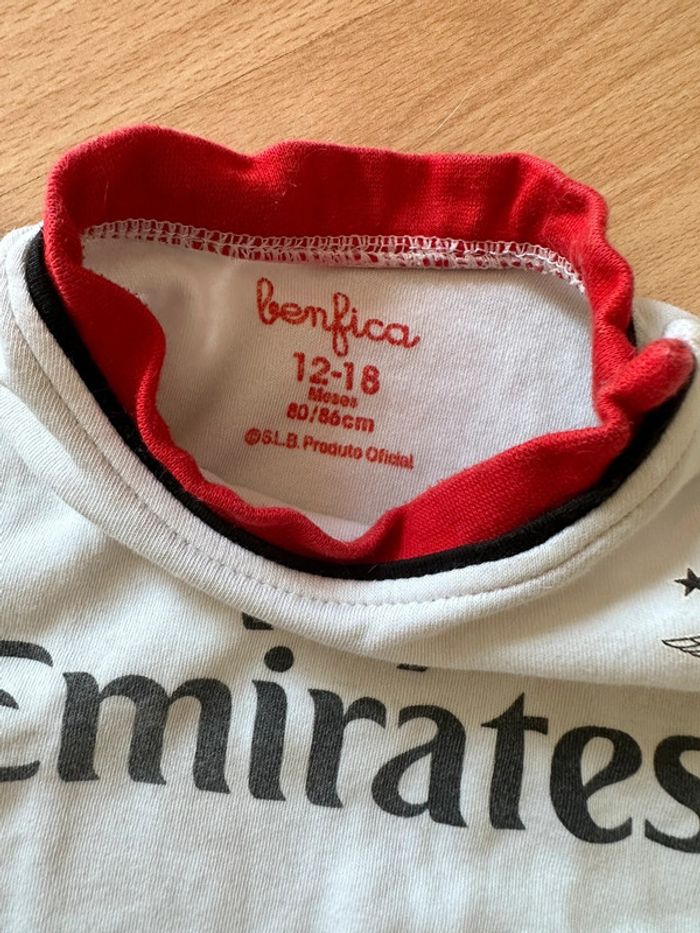 benfica
12-18
Meses
80/86cm
©S.L.B. Produto Oficial
Emirates